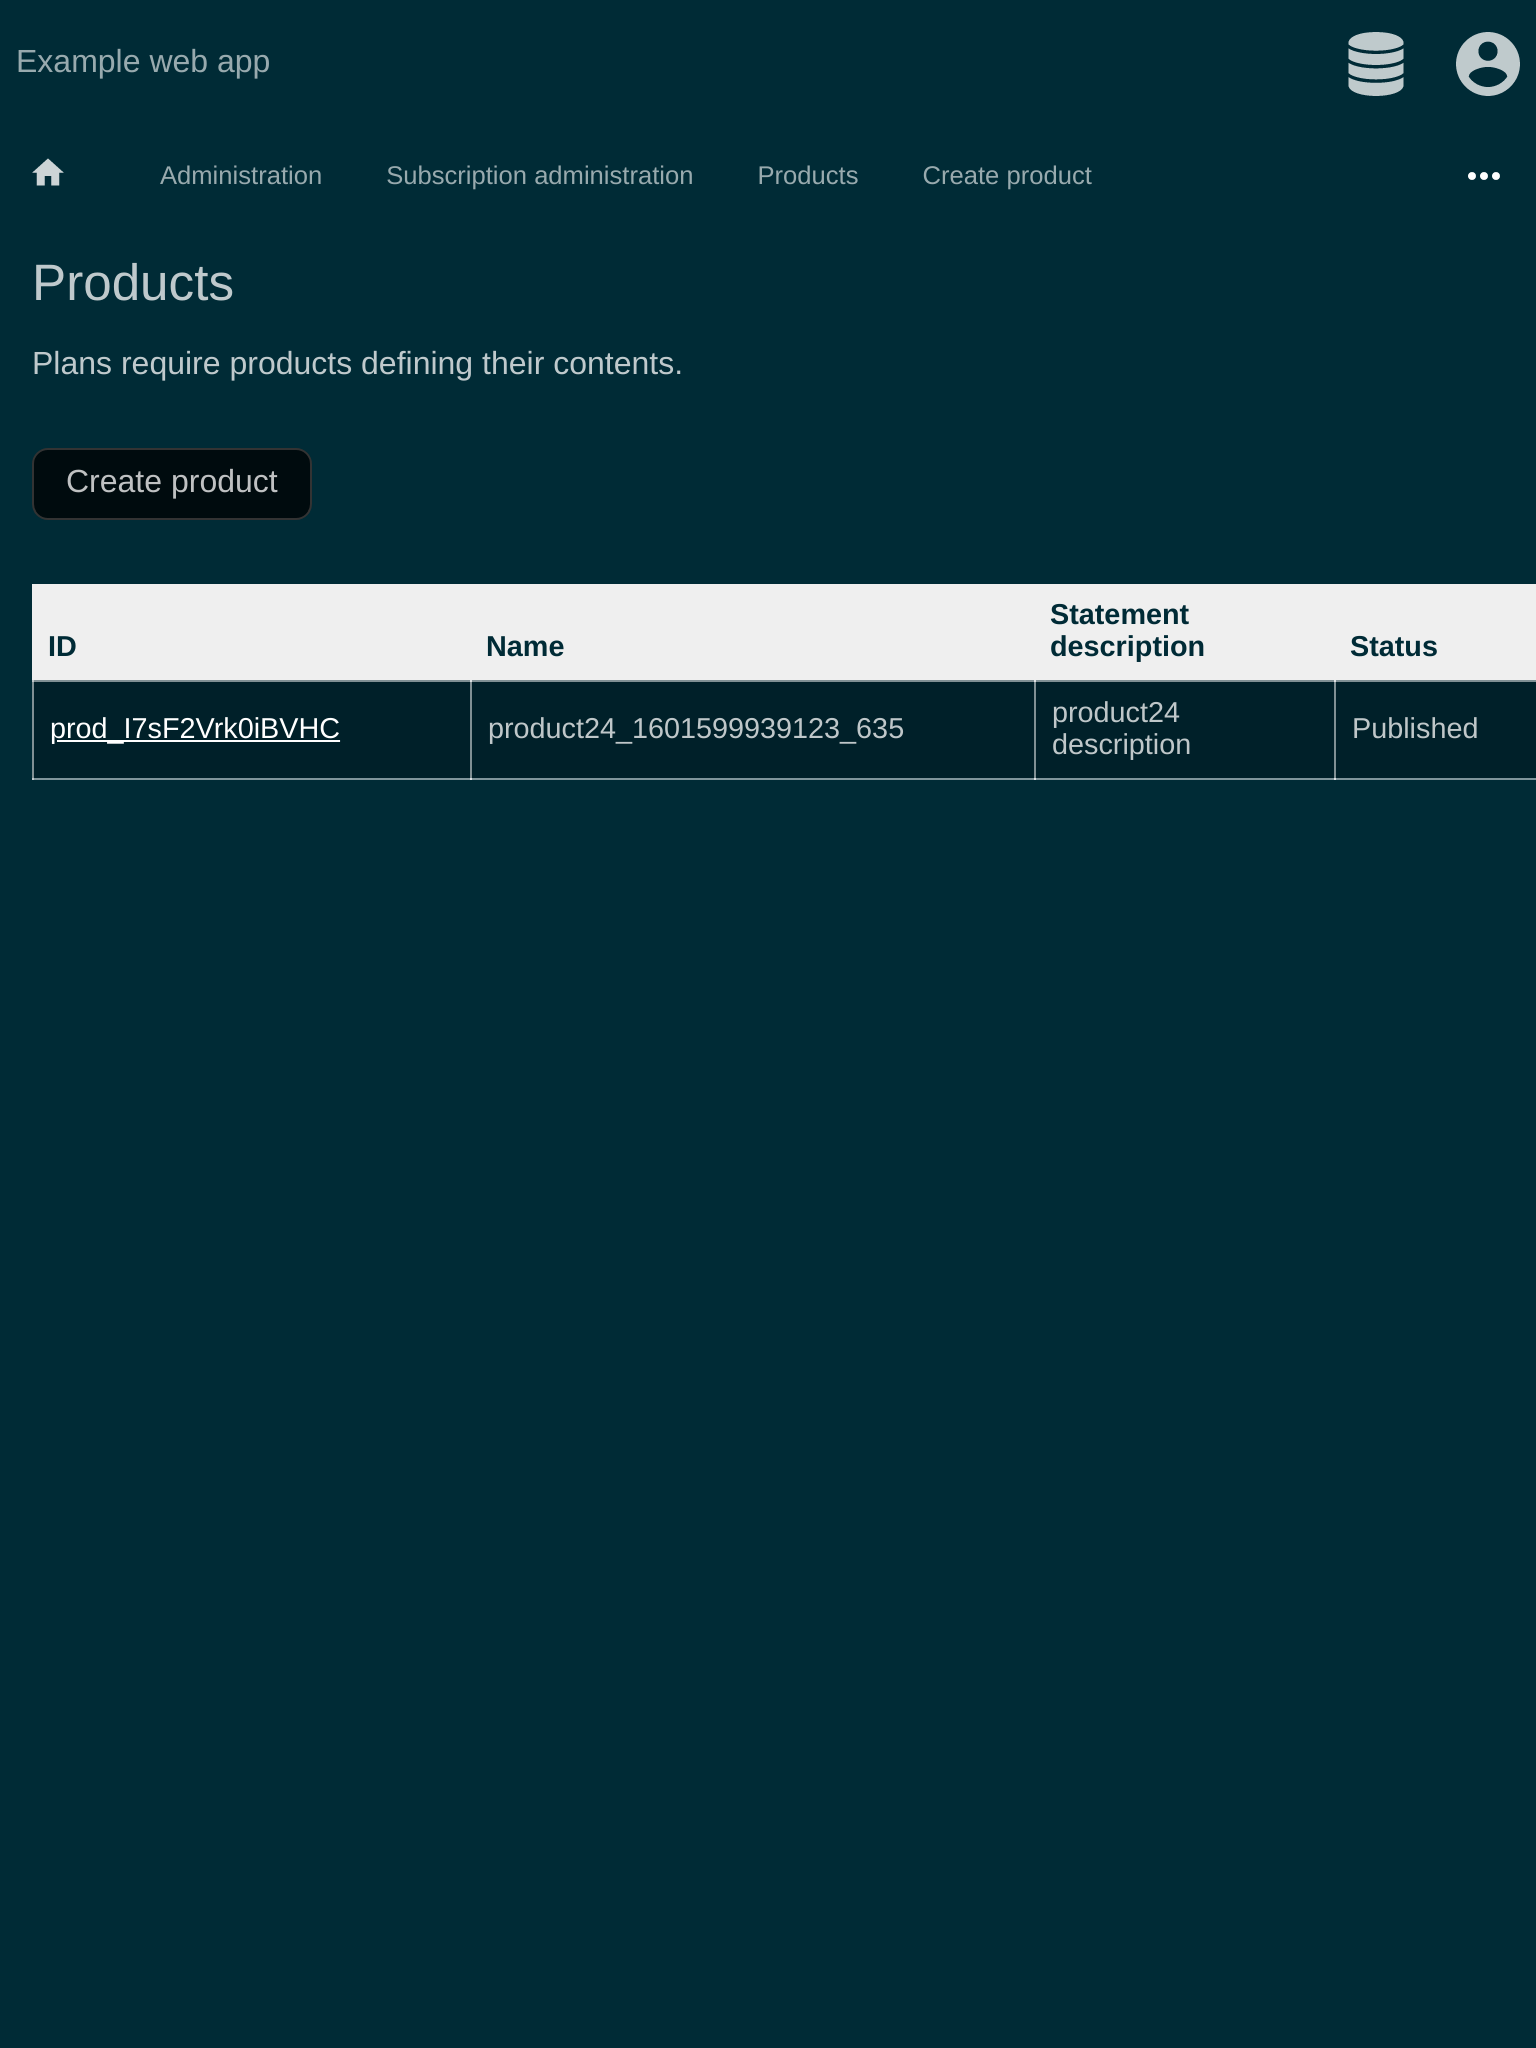 Example web app
Administration Subscription administration Products Create product
Products
Plans require products defining their contents.
Create product
ID Name Statement description Status
prod_I7sF2Vrk0iBVHC product24_1601599939123_635 product24 description Published